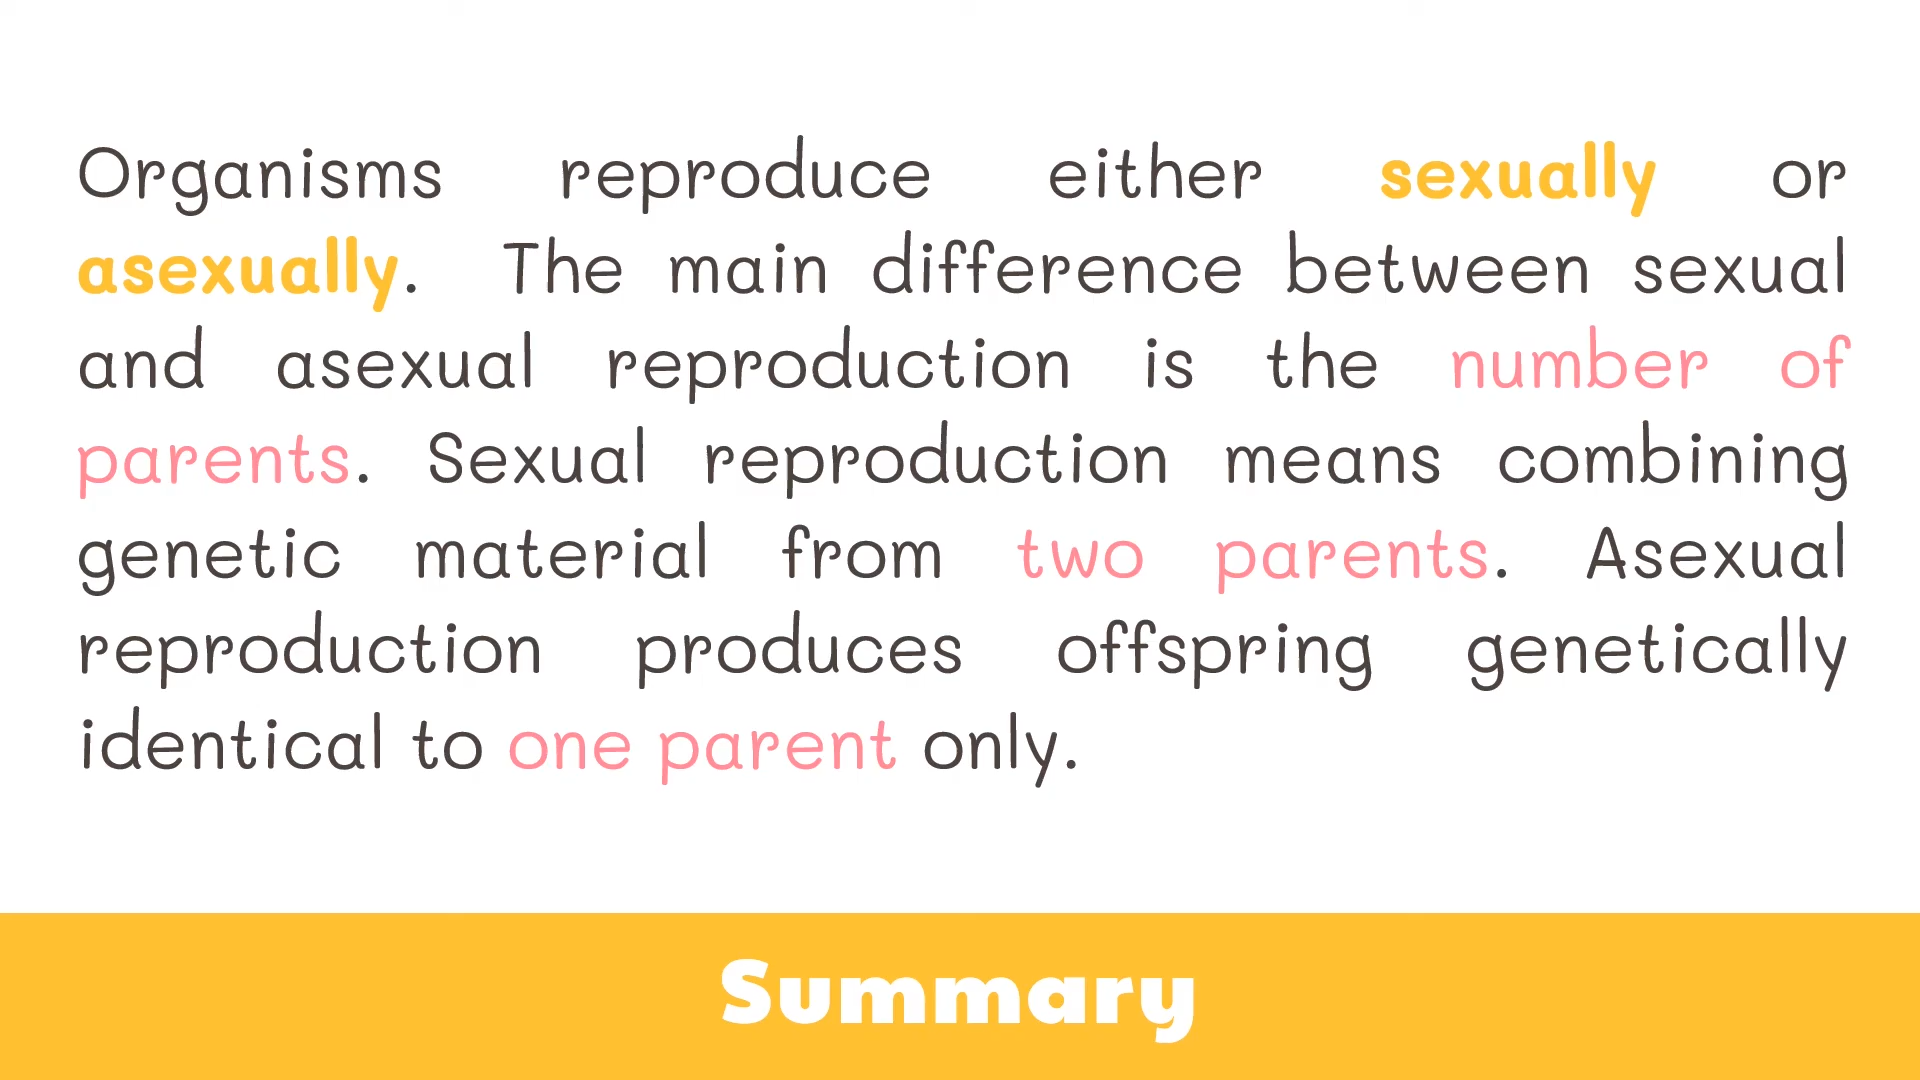 Organisms reproduce either sexually or
asexually. The main difference between sexual
and asexual reproduction is the number of
parents. Sexual reproduction means combining
genetic material from two parents. Asexual
reproduction produces offspring genetically
identical to one parent only.
Summary